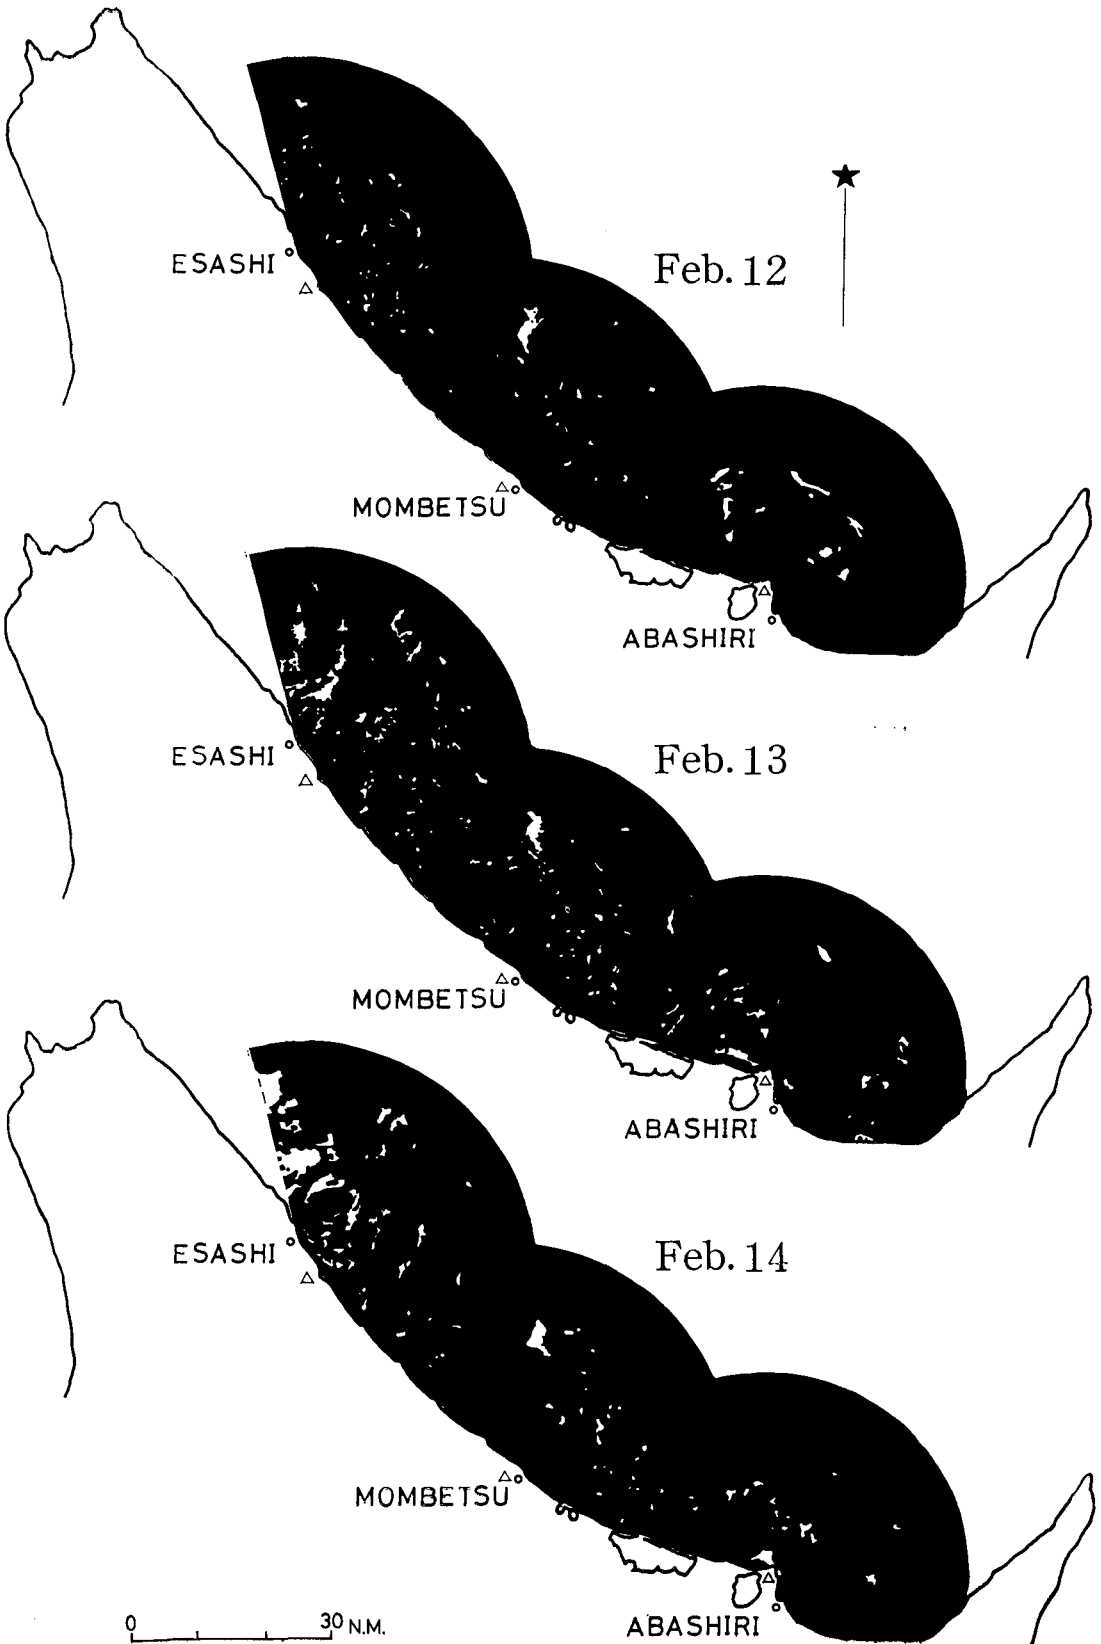 ESASHI
Feb. 12
MOMBETSU
ABASHIRI
ESASHI
Feb. 13
MOMBETSU
ABASHIRI
ESASHI
Feb. 14
MOMBETSU
ABASHIRI
0 30 N.M.